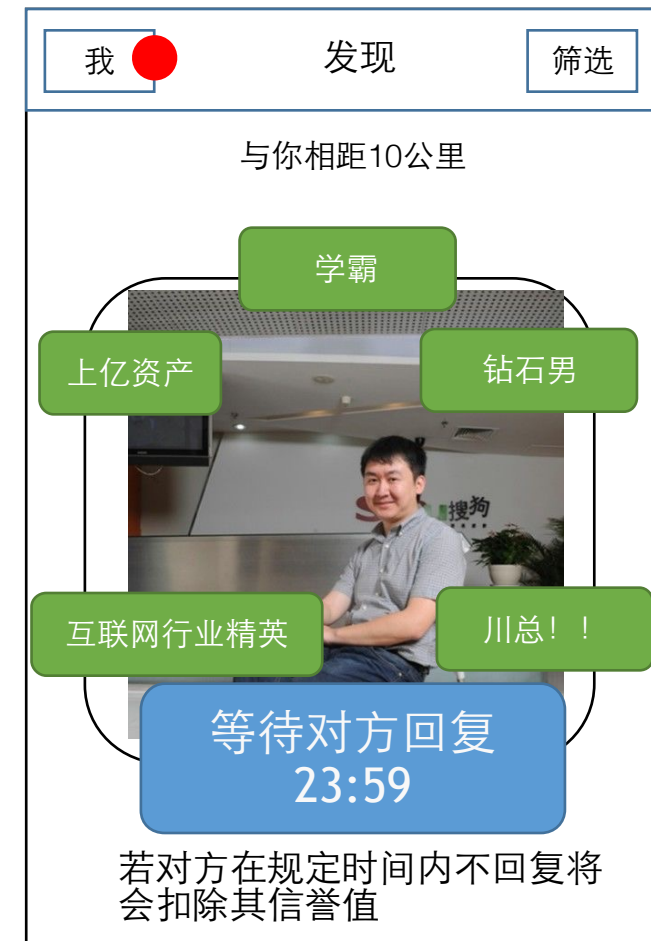 我
发现
筛选
与你相距10公里
学霸
上亿资产
钻石男
搜狗
互联网行业精英
川总！！
等待对方回复
23:59
若对方在规定时间内不回复将
会扣除其信誉值